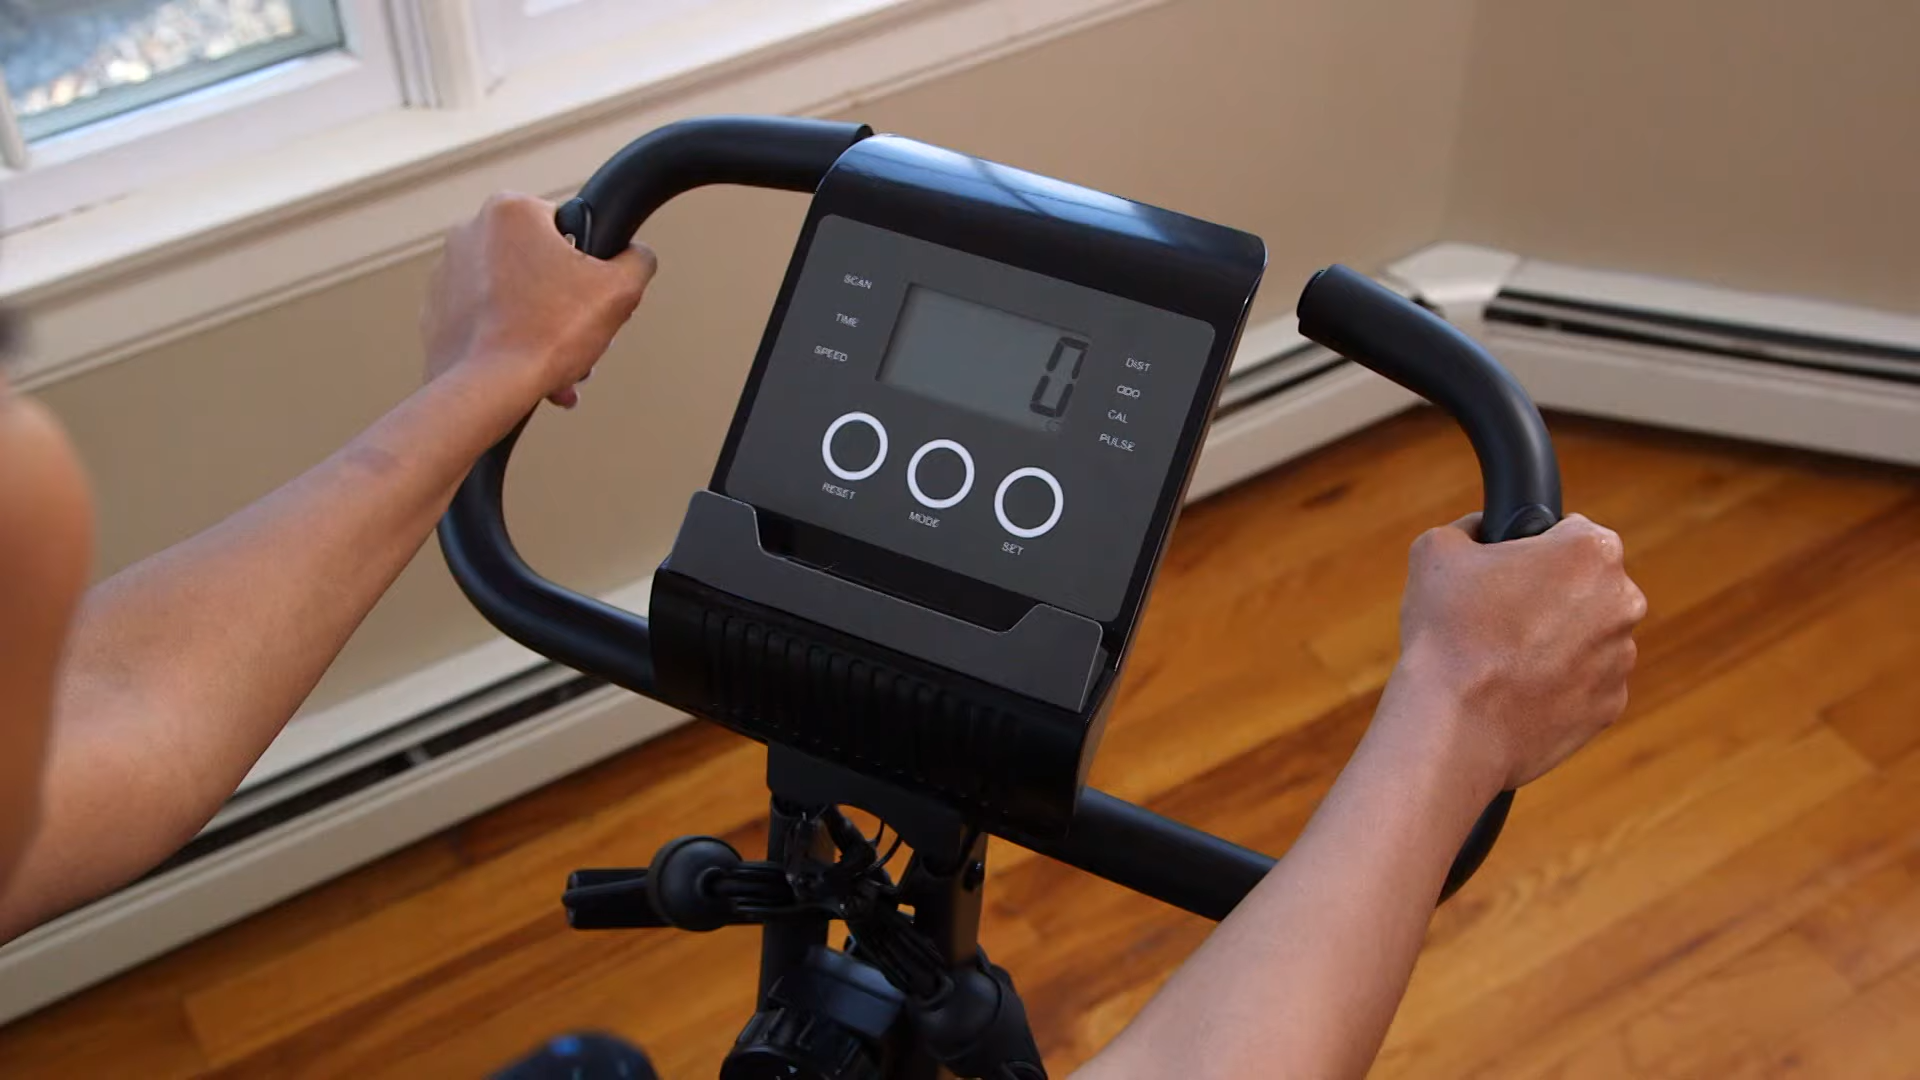 SCAN
TIME
SPEED
0
DIST
ODO
CAL
PULSE
RESET
MODE
SET